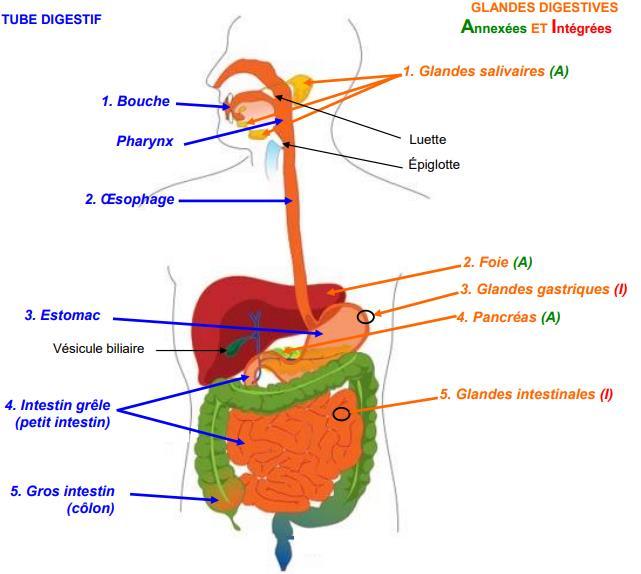 TUBE DIGESTIF
GLANDES DIGESTIVES
Annexées ET Intégrées
1. Glandes salivaires (A)
1. Bouche
Pharynx
Luette
Épiglotte
2. Œsophage
2. Foie (A)
3. Glandes gastriques (I)
3. Estomac
4. Pancréas (A)
Vésicule biliaire
5. Glandes intestinales (I)
4. Intestin grêle
(petit intestin)
5. Gros intestin
(côlon)